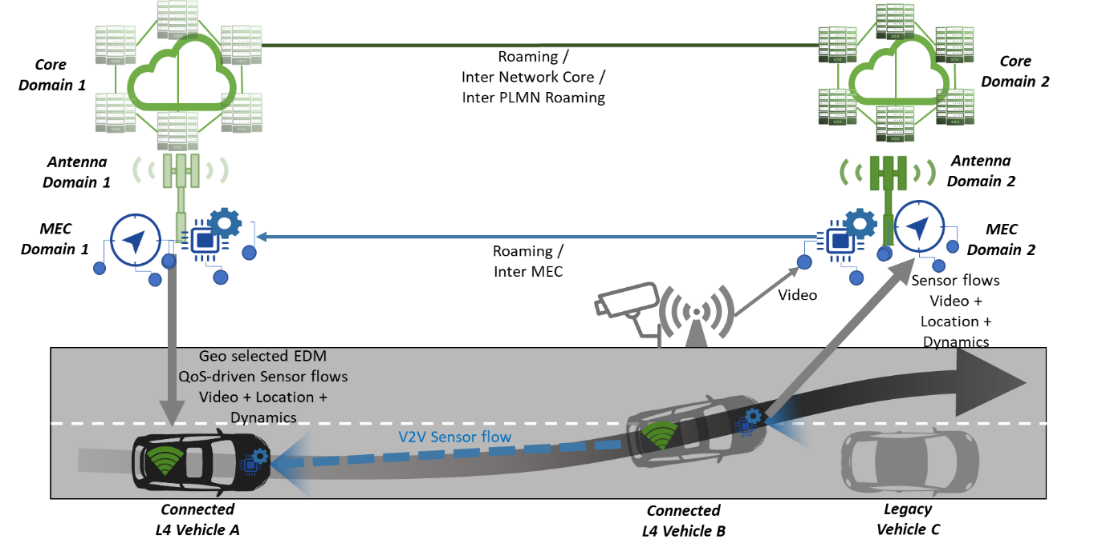 Core
Domain 1
Roaming /
Inter Network Core /
Inter PLMN Roaming
Core
Domain 2
Antenna
Domain 1
Antenna
Domain 2
MEC
Domain 1
Roaming /
Inter MEC
MEC
Domain 2
Video
Sensor flows
Video +
Location +
Dynamics
Geo selected EDM
QoS-driven Sensor flows
Video + Location +
Dynamics
V2V Sensor flow
Connected
L4 Vehicle A
Connected
L4 Vehicle B
Legacy
Vehicle C